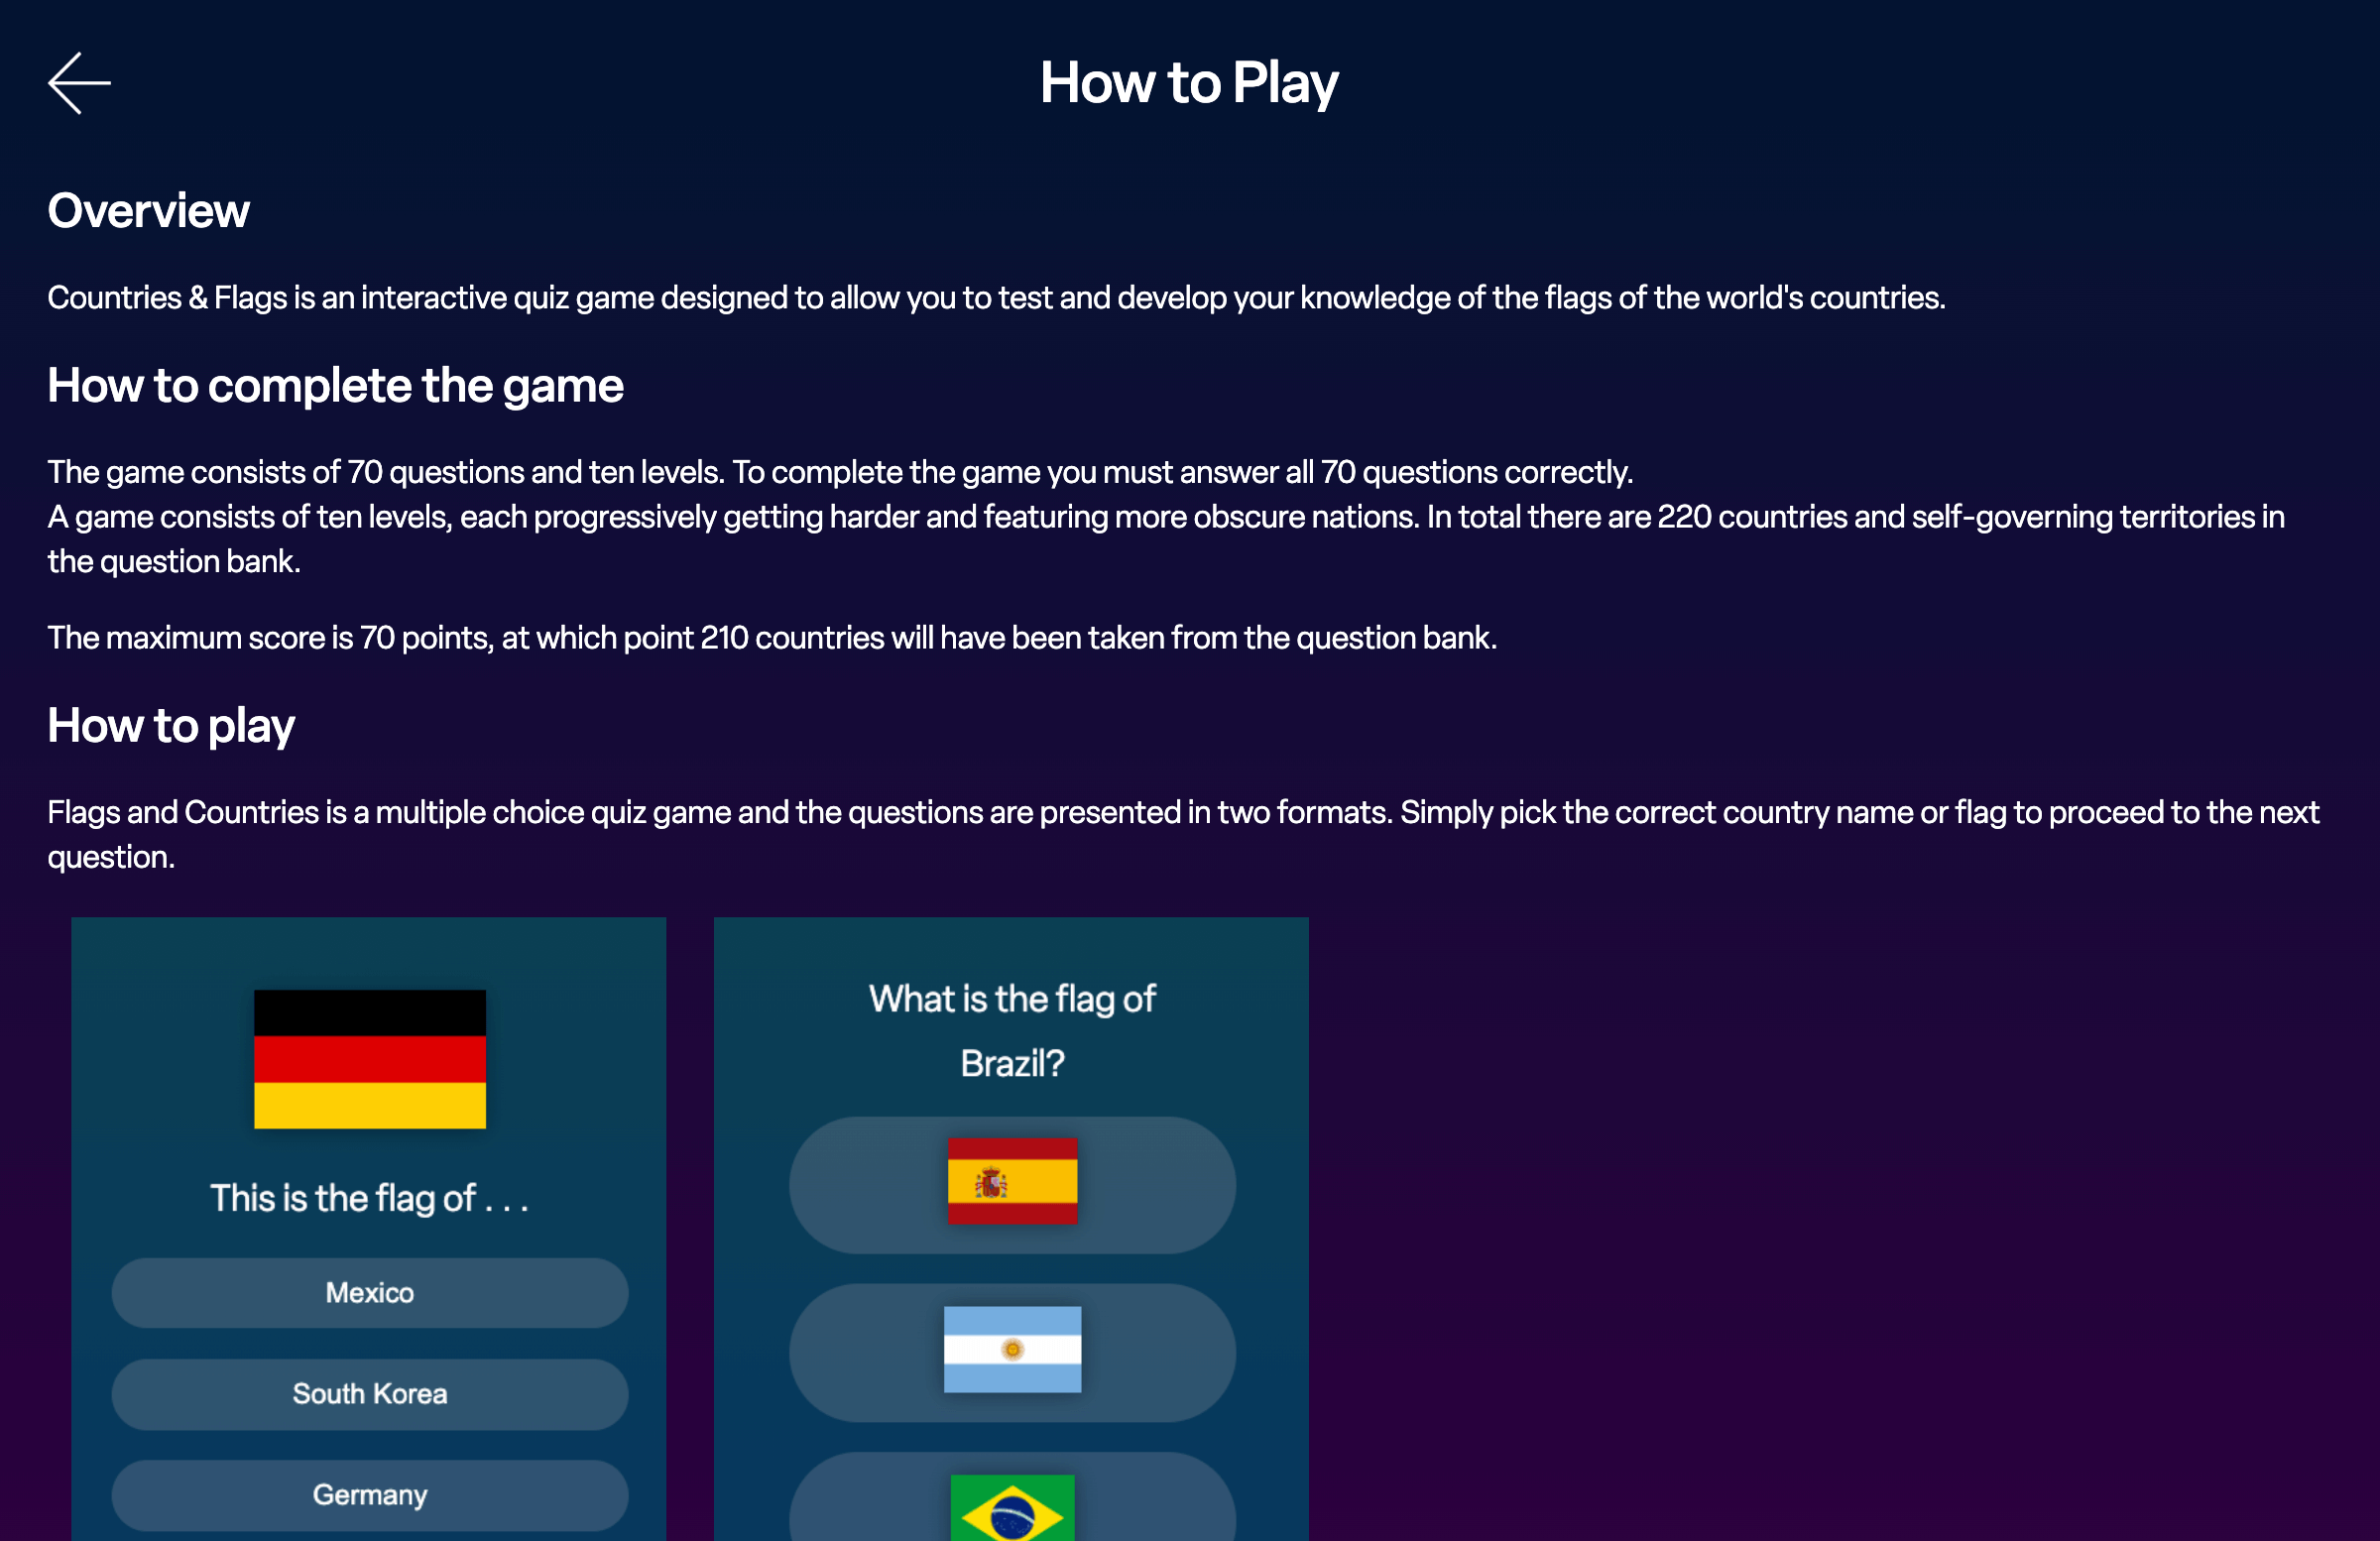 How to Play
Overview
Countries & Flags is an interactive quiz game designed to allow you to test and develop your knowledge of the flags of the world's countries.
How to complete the game
The game consists of 70 questions and ten levels. To complete the game you must answer all 70 questions correctly.
A game consists of ten levels, each progressively getting harder and featuring more obscure nations. In total there are 220 countries and self-governing territories in
the question bank.
The maximum score is 70 points, at which point 210 countries will have been taken from the question bank.
How to play
Flags and Countries is a multiple choice quiz game and the questions are presented in two formats. Simply pick the correct country name or flag to proceed to the next
question.
This is the flag of . . .
Mexico
South Korea
Germany
What is the flag of
Brazil?